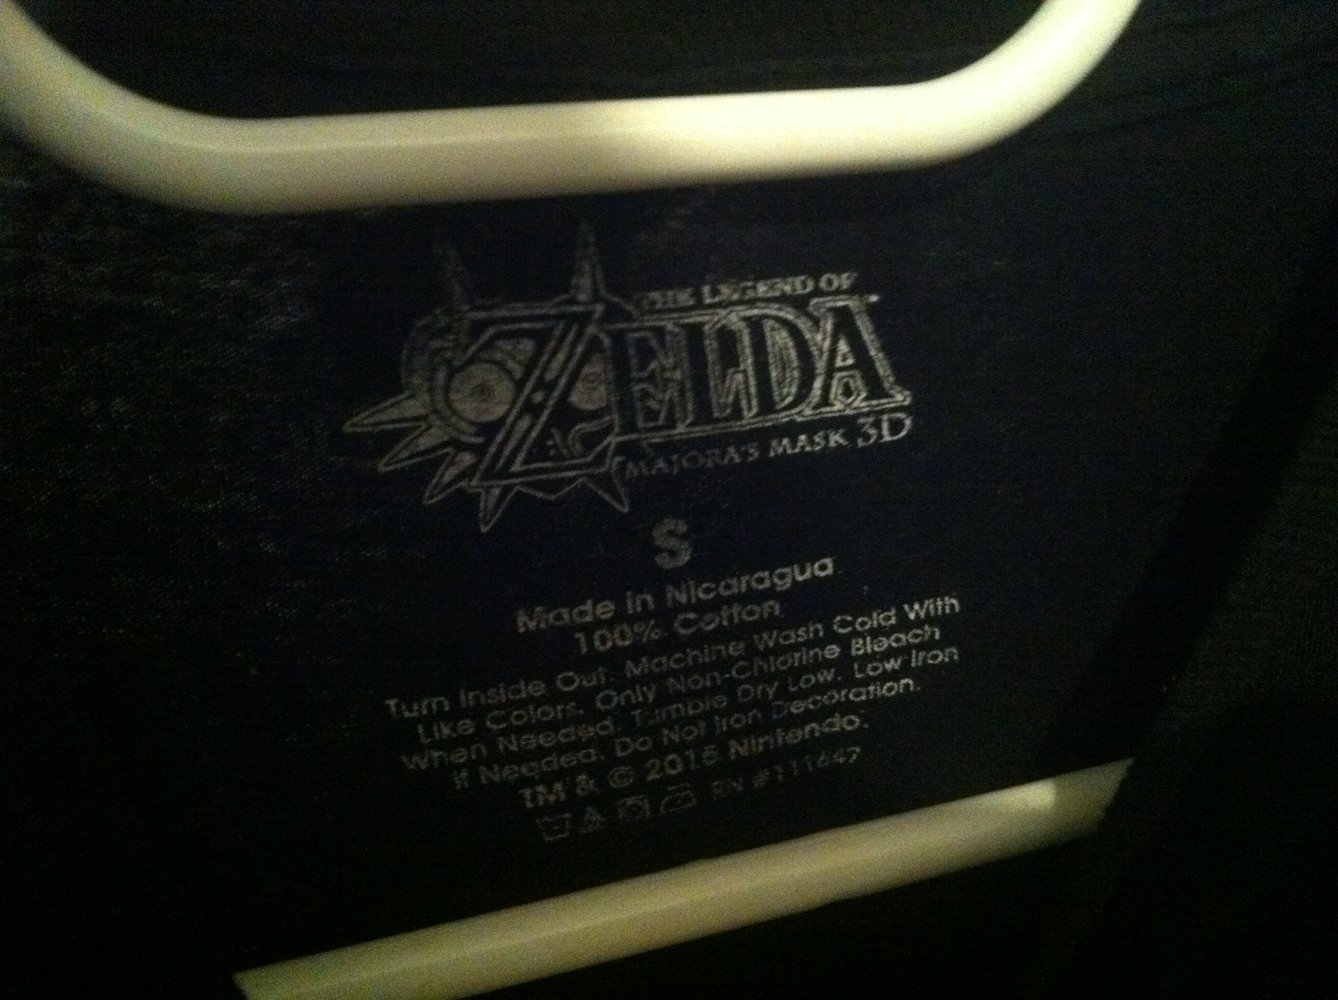 THE LEGEND OF
ZELDA
MAJORA'S MASK 3D
S
Made in Nicaragua
100% Cotton
Turn Inside Out. Machine Wash Cold With
Like Colors. Only Non-Chlorine Bleach
When Needed. Tumble Dry Low. Low Iron
If Needed. Do Not Iron Decoration.
TM & © 2015 Nintendo.
RN #111647